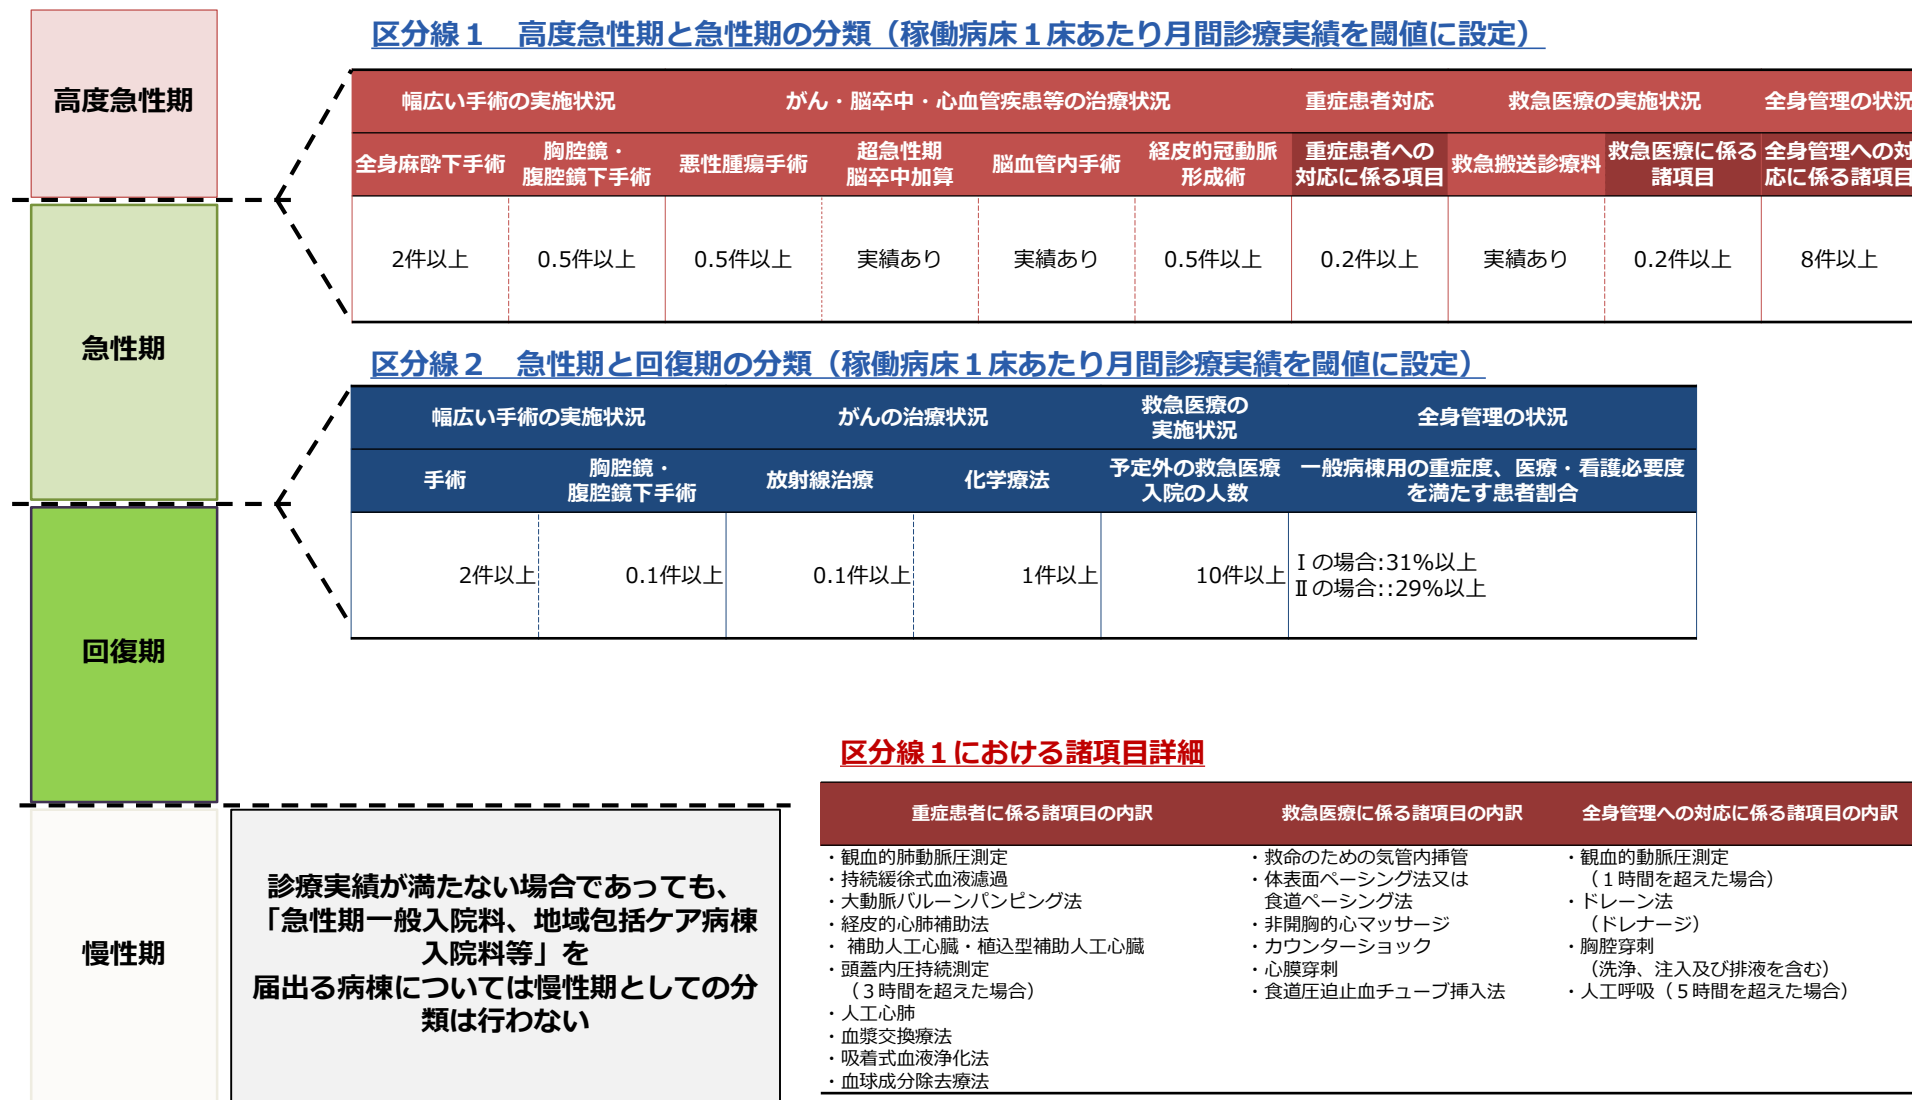 高度急性期
急性期
回復期
慢性期
区分線１　高度急性期と急性期の分類（稼働病床１床あたり月間診療実績を閾値に設定）
幅広い手術の実施状況
がん・脳卒中・心血管疾患等の治療状況
重症患者対応
救急医療の実施状況
全身管理の状況
全身麻酔下手術
胸腔鏡・
腹腔鏡下手術
悪性腫瘍手術
超急性期
脳卒中加算
脳血管内手術
経皮的冠動脈
形成術
重症患者への
対応に係る項目
救急搬送診療料
救急医療に係る
諸項目
全身管理への対
応に係る諸項目
2件以上
0.5件以上
0.5件以上
実績あり
実績あり
0.5件以上
0.2件以上
実績あり
0.2件以上
8件以上
区分線２　急性期と回復期の分類（稼働病床１床あたり月間診療実績を閾値に設定）
幅広い手術の実施状況
がんの治療状況
救急医療の
実施状況
全身管理の状況
手術
胸腔鏡・
腹腔鏡下手術
放射線治療
化学療法
予定外の救急医療
入院の人数
一般病棟用の重症度、医療・看護必要度
を満たす患者割合
2件以上
0.1件以上
0.1件以上
1件以上
10件以上
Ⅰの場合:31%以上
Ⅱの場合::29%以上
診療実績が満たない場合であっても、
「急性期一般入院料、地域包括ケア病棟
入院料等」を
届出る病棟については慢性期としての分
類は行わない
区分線１における諸項目詳細
重症患者に係る諸項目の内訳
救急医療に係る諸項目の内訳
全身管理への対応に係る諸項目の内訳
・観血的肺動脈圧測定
・持続緩徐式血液濾過
・大動脈バルーンパンピング法
・経皮的心肺補助法
・ 補助人工心臓・植込型補助人工心臓
・頭蓋内圧持続測定
（３時間を超えた場合）
・人工心肺
・血漿交換療法
・吸着式血液浄化法
・血球成分除去療法
・救命のための気管内挿管
・体表面ペーシング法又は
食道ペーシング法
・非開胸的心マッサージ
・カウンターショック
・心膜穿刺
・食道圧迫止血チューブ挿入法
・観血的動脈圧測定
（１時間を超えた場合）
・ドレーン法
（ドレナージ）
・胸腔穿刺
（洗浄、注入及び排液を含む）
・人工呼吸（５時間を超えた場合）